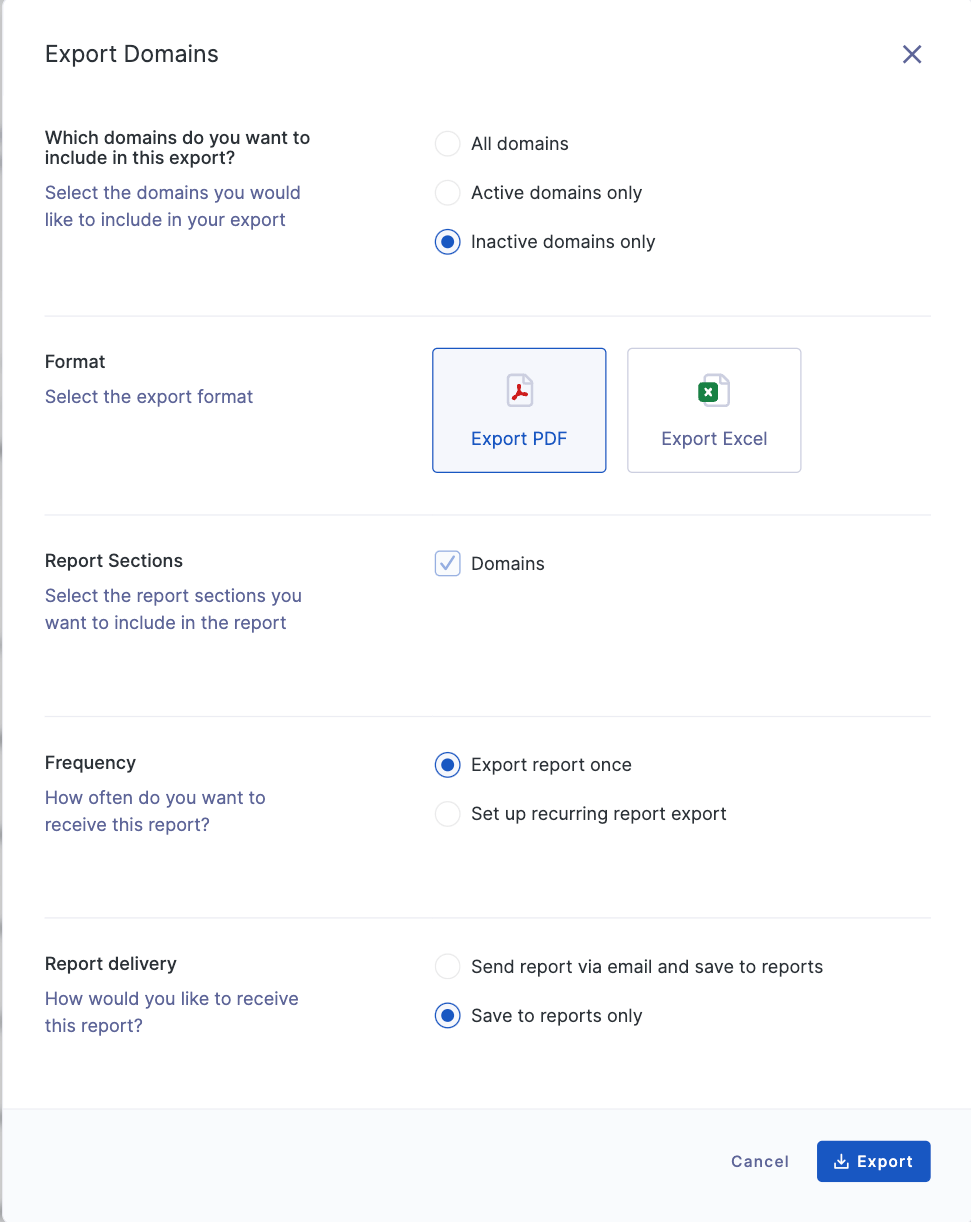 Export Domains
Which domains do you want to
include in this export?
Select the domains you would
like to include in your export
All domains
Active domains only
Inactive domains only
Format
Select the export format
Export PDF
Export Excel
Report Sections
Select the report sections you
want to include in the report
Domains
Frequency
How often do you want to
receive this report?
Export report once
Set up recurring report export
Report delivery
How would you like to receive
this report?
Send report via email and save to reports
Save to reports only
Cancel
Export